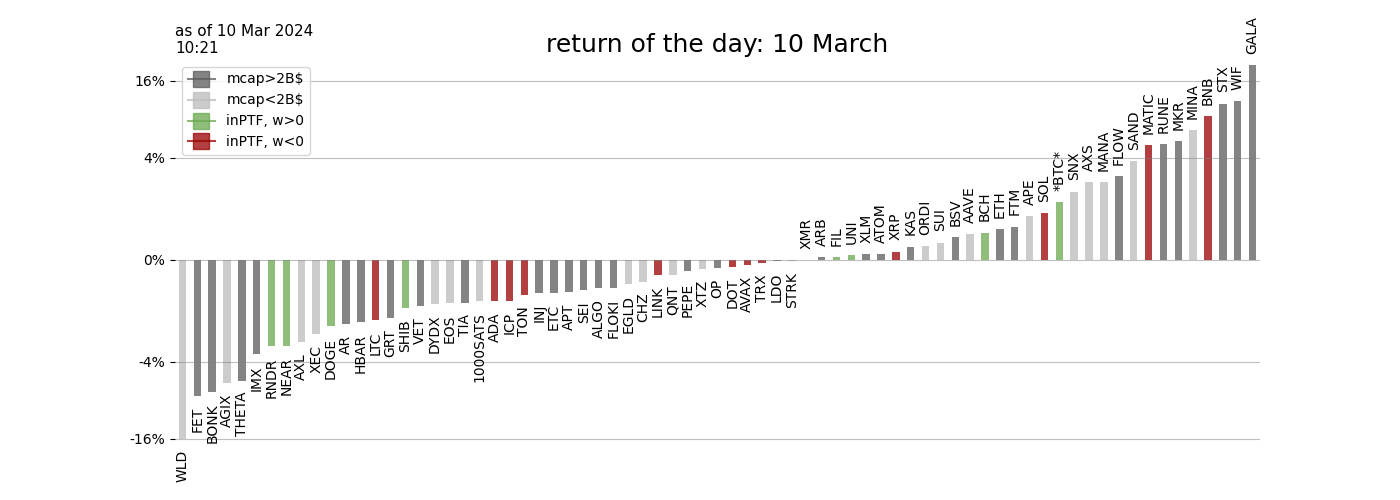 as of 10 Mar 2024
10:21
return of the day: 10 March
mcap>2B$
mcap<2B$
inPTF, w>0
inPTF, w<0
16%
4%
0%
-4%
-16%
WLD
FET
BONK
AGIX
THETA
IMX
RNDR
NEAR
AXL
XEC
DOGE
AR
HBAR
LTC
GRT
SHIB
VET
DYDX
EOS
TIA
1000SATS
ADA
ICP
TON
INJ
ETC
APT
SEI
ALGO
FLOKI
EGLD
CHZ
LINK
QNT
PEPE
XTZ
OP
DOT
AVAX
TRX
LDO
STRK
XMR
ARB
FIL
UNI
XLM
ATOM
XRP
KAS
ORDI
SUI
BSV
AAVE
BCH
ETH
FTM
APE
SOL
*BTC*
SNX
AXS
MANA
FLOW
SAND
MATIC
RUNE
MKR
MINA
BNB
STX
WIF
GALA